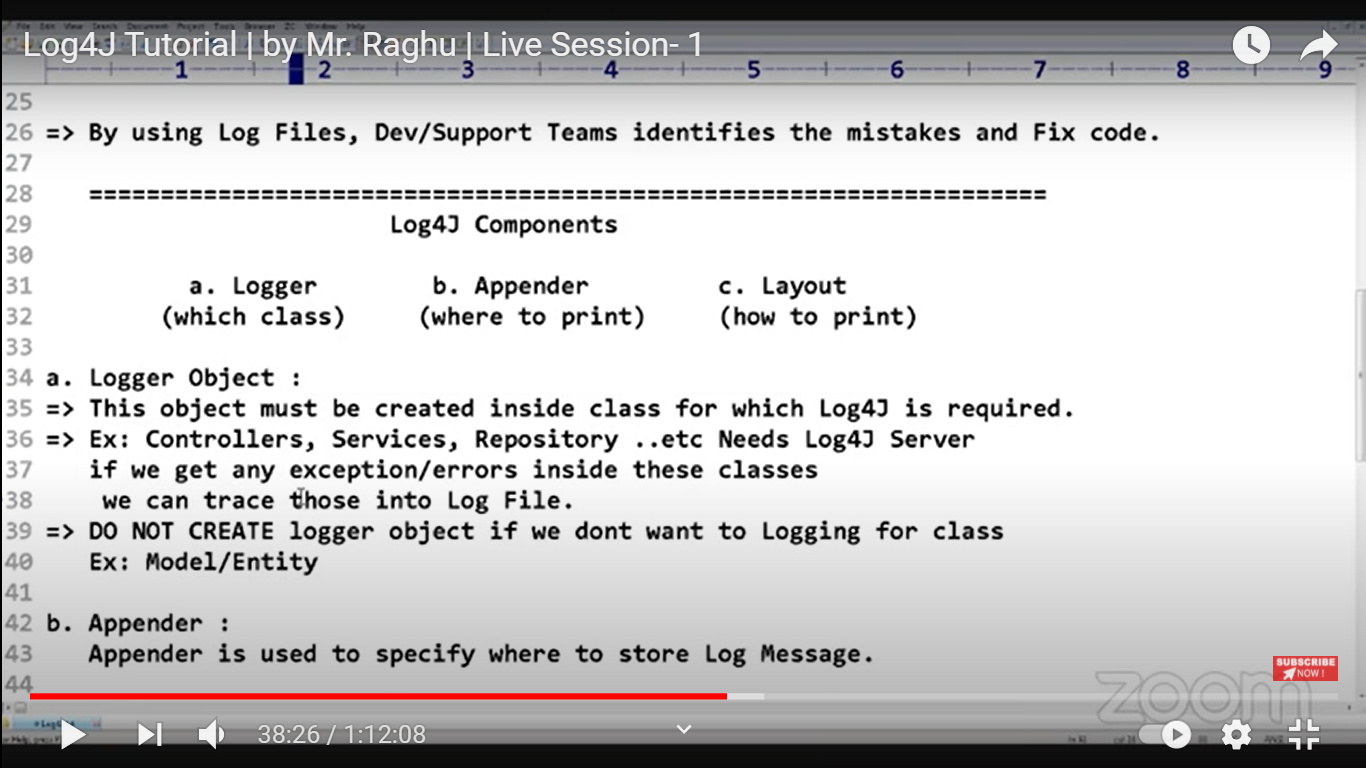 Log4J Tutorial | by Mr. Raghu | Live Session- 1
1 2 3 4 5 6 7 8 9
25
26 => By using Log Files, Dev/Support Teams identifies the mistakes and Fix code.
27
28 ===================================================================
29 Log4J Components
30
31 a. Logger b. Appender c. Layout
32 (which class) (where to print) (how to print)
33
34 a. Logger Object :
35 => This object must be created inside class for which Log4J is required.
36 => Ex: Controllers, Services, Repository ..etc Needs Log4J Server
37 if we get any exception/errors inside these classes
38 we can trace those into Log File.
39 => DO NOT CREATE logger object if we dont want to Logging for class
40 Ex: Model/Entity
41
42 b. Appender :
43 Appender is used to specify where to store Log Message.
44
SUBSCRIBE
NOW !
zoom
38:26 / 1:12:08